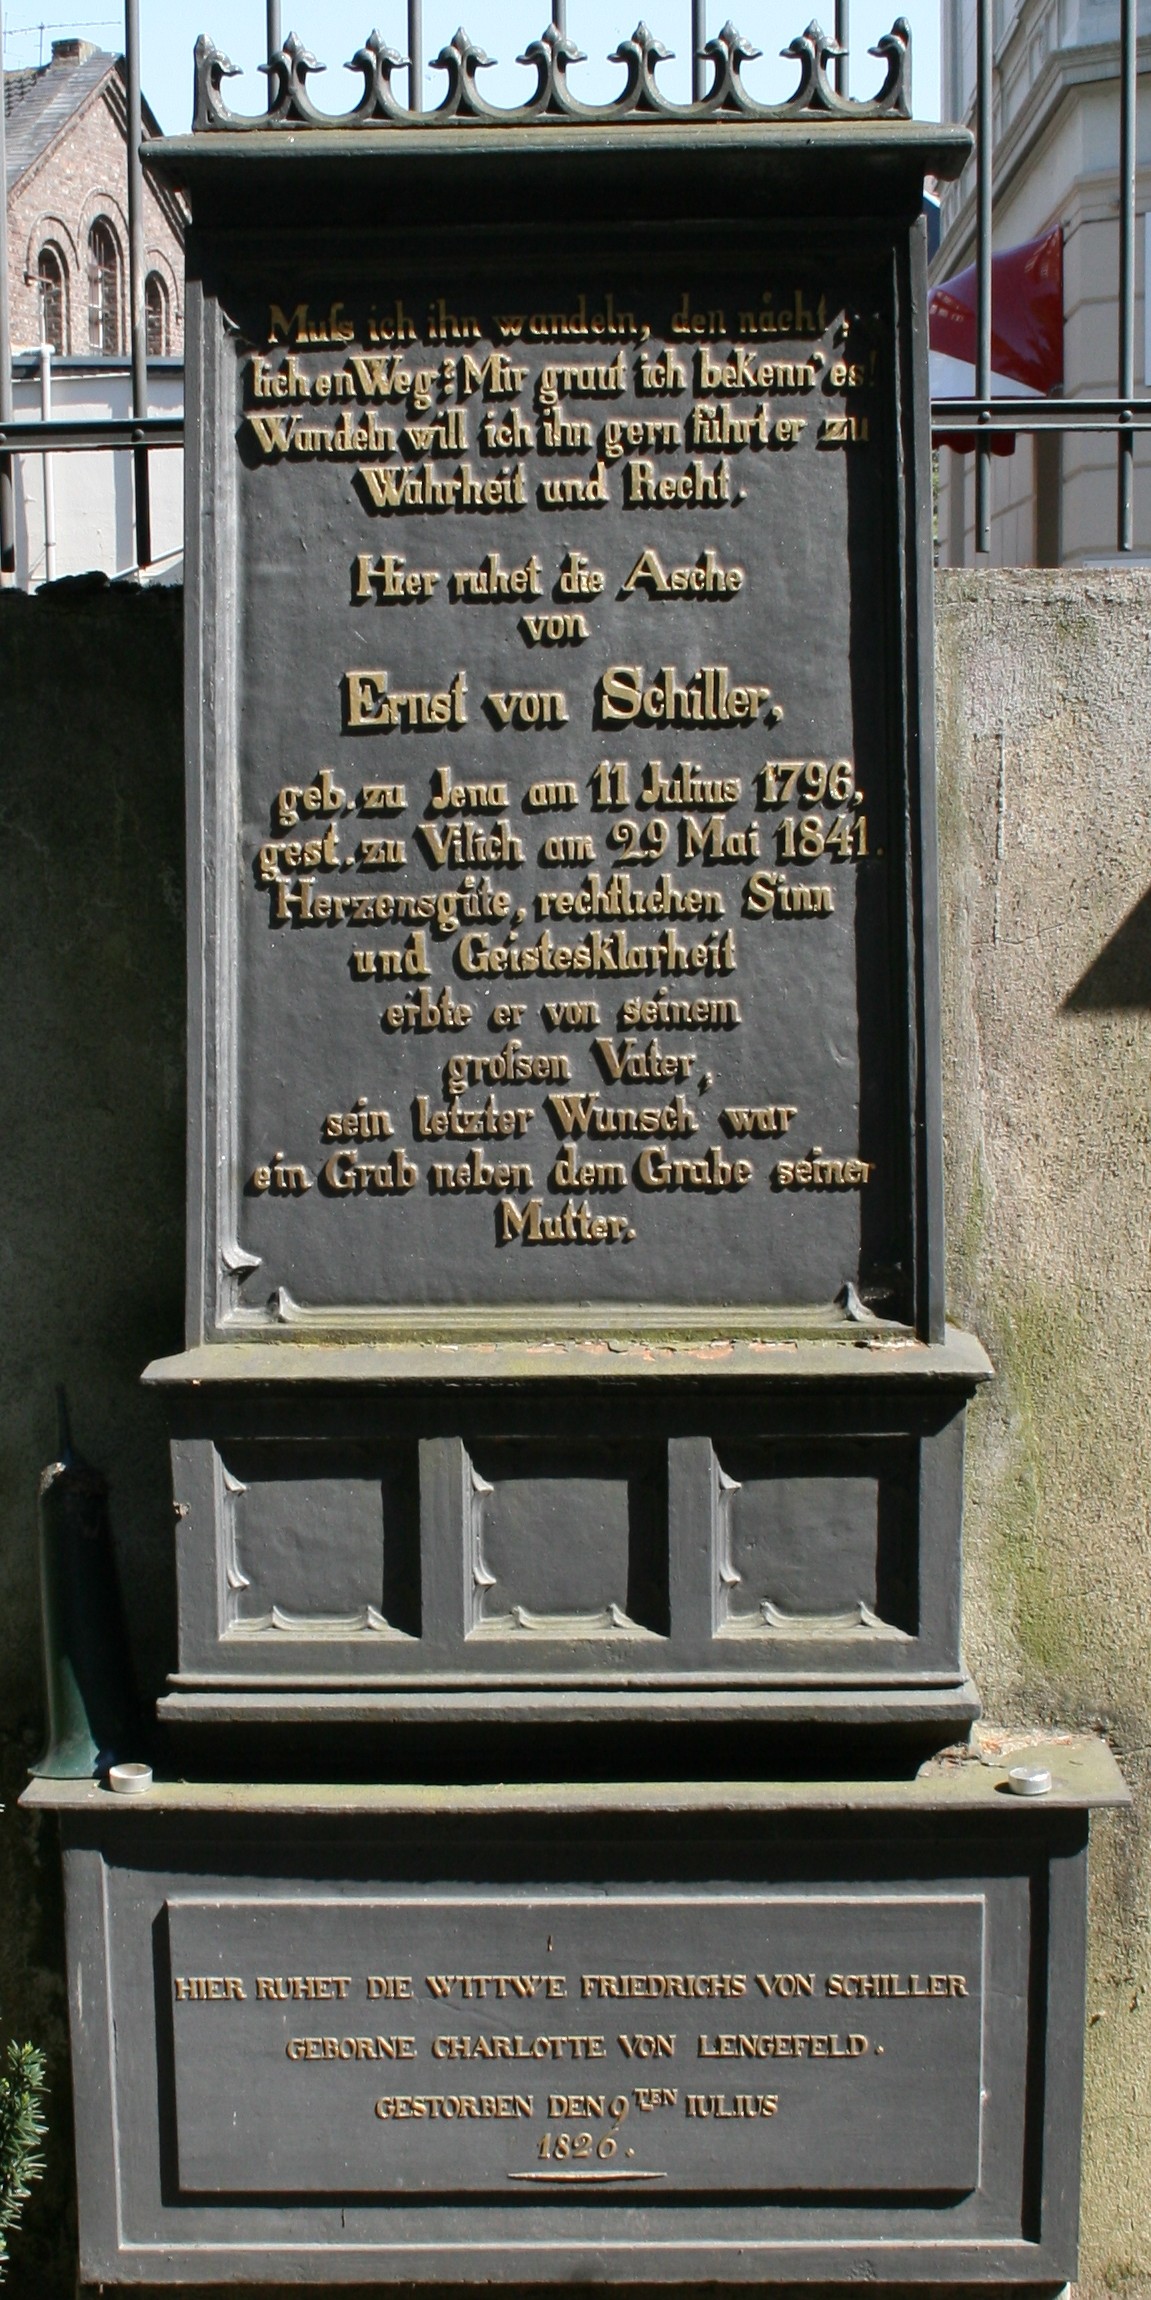 Muſs ich ihn wandeln, den nächt,
lichen Weg? Mir graut ich bekenn' es!
Wandeln will ich ihn gern führt er zu
Wahrheit und Recht.
Hier ruhet die Asche
von
Ernst von Schiller,
geb. zu Jena am 11 Julius 1796,
gest. zu Vilich am 29 Mai 1841.
Herzensgüte, rechtlichen Sinn
und Geistesklarheit
erbte er von seinem
groſsen Vater,
sein letzter Wunsch war
ein Grab neben dem Grabe seiner
Mutter.
HIER RUHET DIE WITTWE FRIEDRICHS VON SCHILLER
GEBORNE CHARLOTTE VON LENGEFELD.
GESTORBEN DEN 9TEN IULIUS
1826.